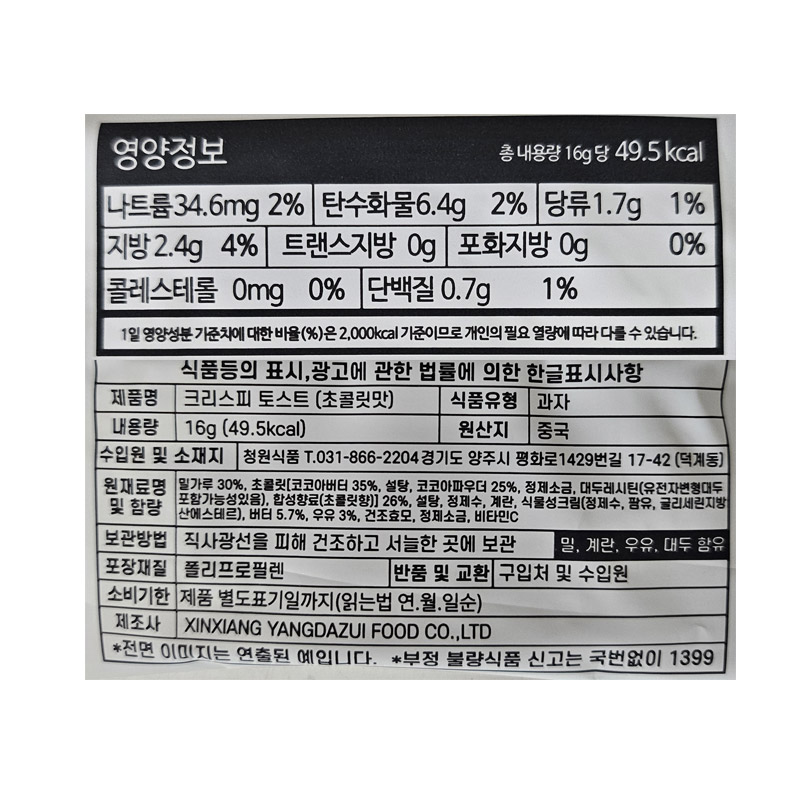 영양정보 총 내용량 16g당 49.5kcal
나트륨34.6mg 2% 탄수화물6.4g 2% 당류1.7g 1%
지방2.4g 4% 트랜스지방 0g 포화지방 0g 0%
콜레스테롤 0mg 0% 단백질 0.7g 1%
1일 영양성분 기준치에 대한 비율(%)은 2,000kcal 기준이므로 개인의 필요 열량에 따라 다를 수 있습니다.
식품등의 표시,광고에 관한 법률에 의한 한글표시사항
제품명 크리스피 토스트 (초콜릿맛) 식품유형 과자
내용량 16g (49.5kcal) 원산지 중국
수입원 및 소재지 청원식품 T.031-866-2204경기도 양주시 평화로1429번길 17-42 (덕계동)
원재료명 및 함량 밀가루 30%, 초콜릿[코코아버터 35%, 설탕, 코코아파우더 25%, 정제소금, 대두레시틴(유전자변형대두
포함가능성있음), 합성향료(초콜릿향)] 26%, 설탕, 정제수, 계란, 식물성크림(정제수, 팜유, 글리세린지방
산에스테르), 버터 5.7%, 우유 3%, 건조효모, 정제소금, 비타민C
보관방법 직사광선을 피해 건조하고 서늘한 곳에 보관 밀, 계란, 우유, 대두 함유
포장재질 폴리프로필렌 반품 및 교환 구입처 및 수입원
소비기한 제품 별도표기일까지(읽는법 연.월.일순)
제조사 XINXIANG YANGDAZUI FOOD CO.,LTD
*전면 이미지는 연출된 예입니다. *부정 불량식품 신고는 국번없이 1399